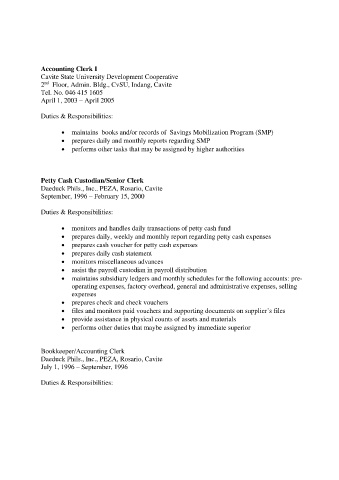 Accounting Clerk I
Cavite State University Development Cooperative
2nd Floor, Admin. Bldg., CvSU, Indang, Cavite
Tel. No. 046 415 1605
April 1, 2003 – April 2005
Duties & Responsibilities:
• maintains books and/or records of Savings Mobilization Program (SMP)
• prepares daily and monthly reports regarding SMP
• performs other tasks that may be assigned by higher authorities
Petty Cash Custodian/Senior Clerk
Daeduck Phils., Inc., PEZA, Rosario, Cavite
September, 1996 – February 15, 2000
Duties & Responsibilities:
• monitors and handles daily transactions of petty cash fund
• prepares daily, weekly and monthly report regarding petty cash expenses
• prepares cash voucher for petty cash expenses
• prepares daily cash statement
• monitors miscellaneous advances
• assist the payroll custodian in payroll distribution
• maintains subsidiary ledgers and monthly schedules for the following accounts: pre-
operating expenses, factory overhead, general and administrative expenses, selling
expenses
• prepares check and check vouchers
• files and monitors paid vouchers and supporting documents on supplier's files
• provide assistance in physical counts of assets and materials
• performs other duties that maybe assigned by immediate superior
Bookkeeper/Accounting Clerk
Daeduck Phils., Inc., PEZA, Rosario, Cavite
July 1, 1996 – September, 1996
Duties & Responsibilities: